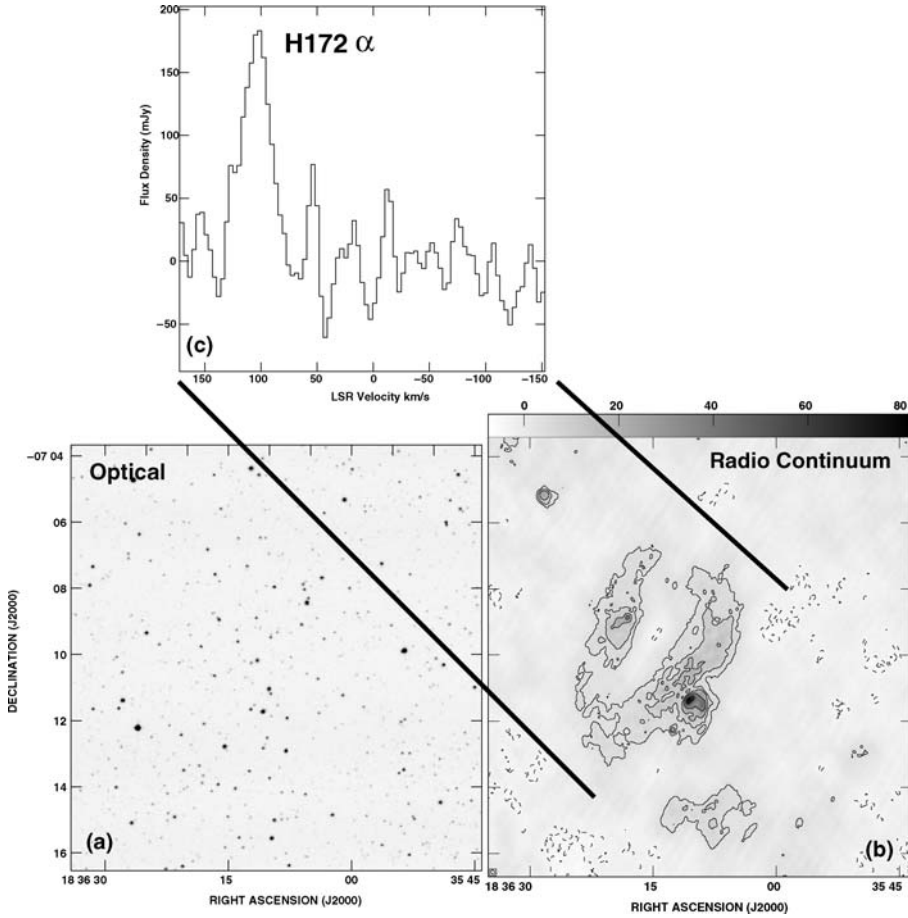 200
H172 α
150
100
50
0
−50
Flux Density (mJy)
(c)
150 100 50 0 −50 −100 −150
LSR Velocity km/s
0 20 40 60 80
−07 04
Optical
Radio Continuum
06
08
10
12
14
16
DECLINATION (J2000)
(a)
(b)
18 36 30 15 00 35 45
18 36 30 15 00 35 45
RIGHT ASCENSION (J2000)
RIGHT ASCENSION (J2000)